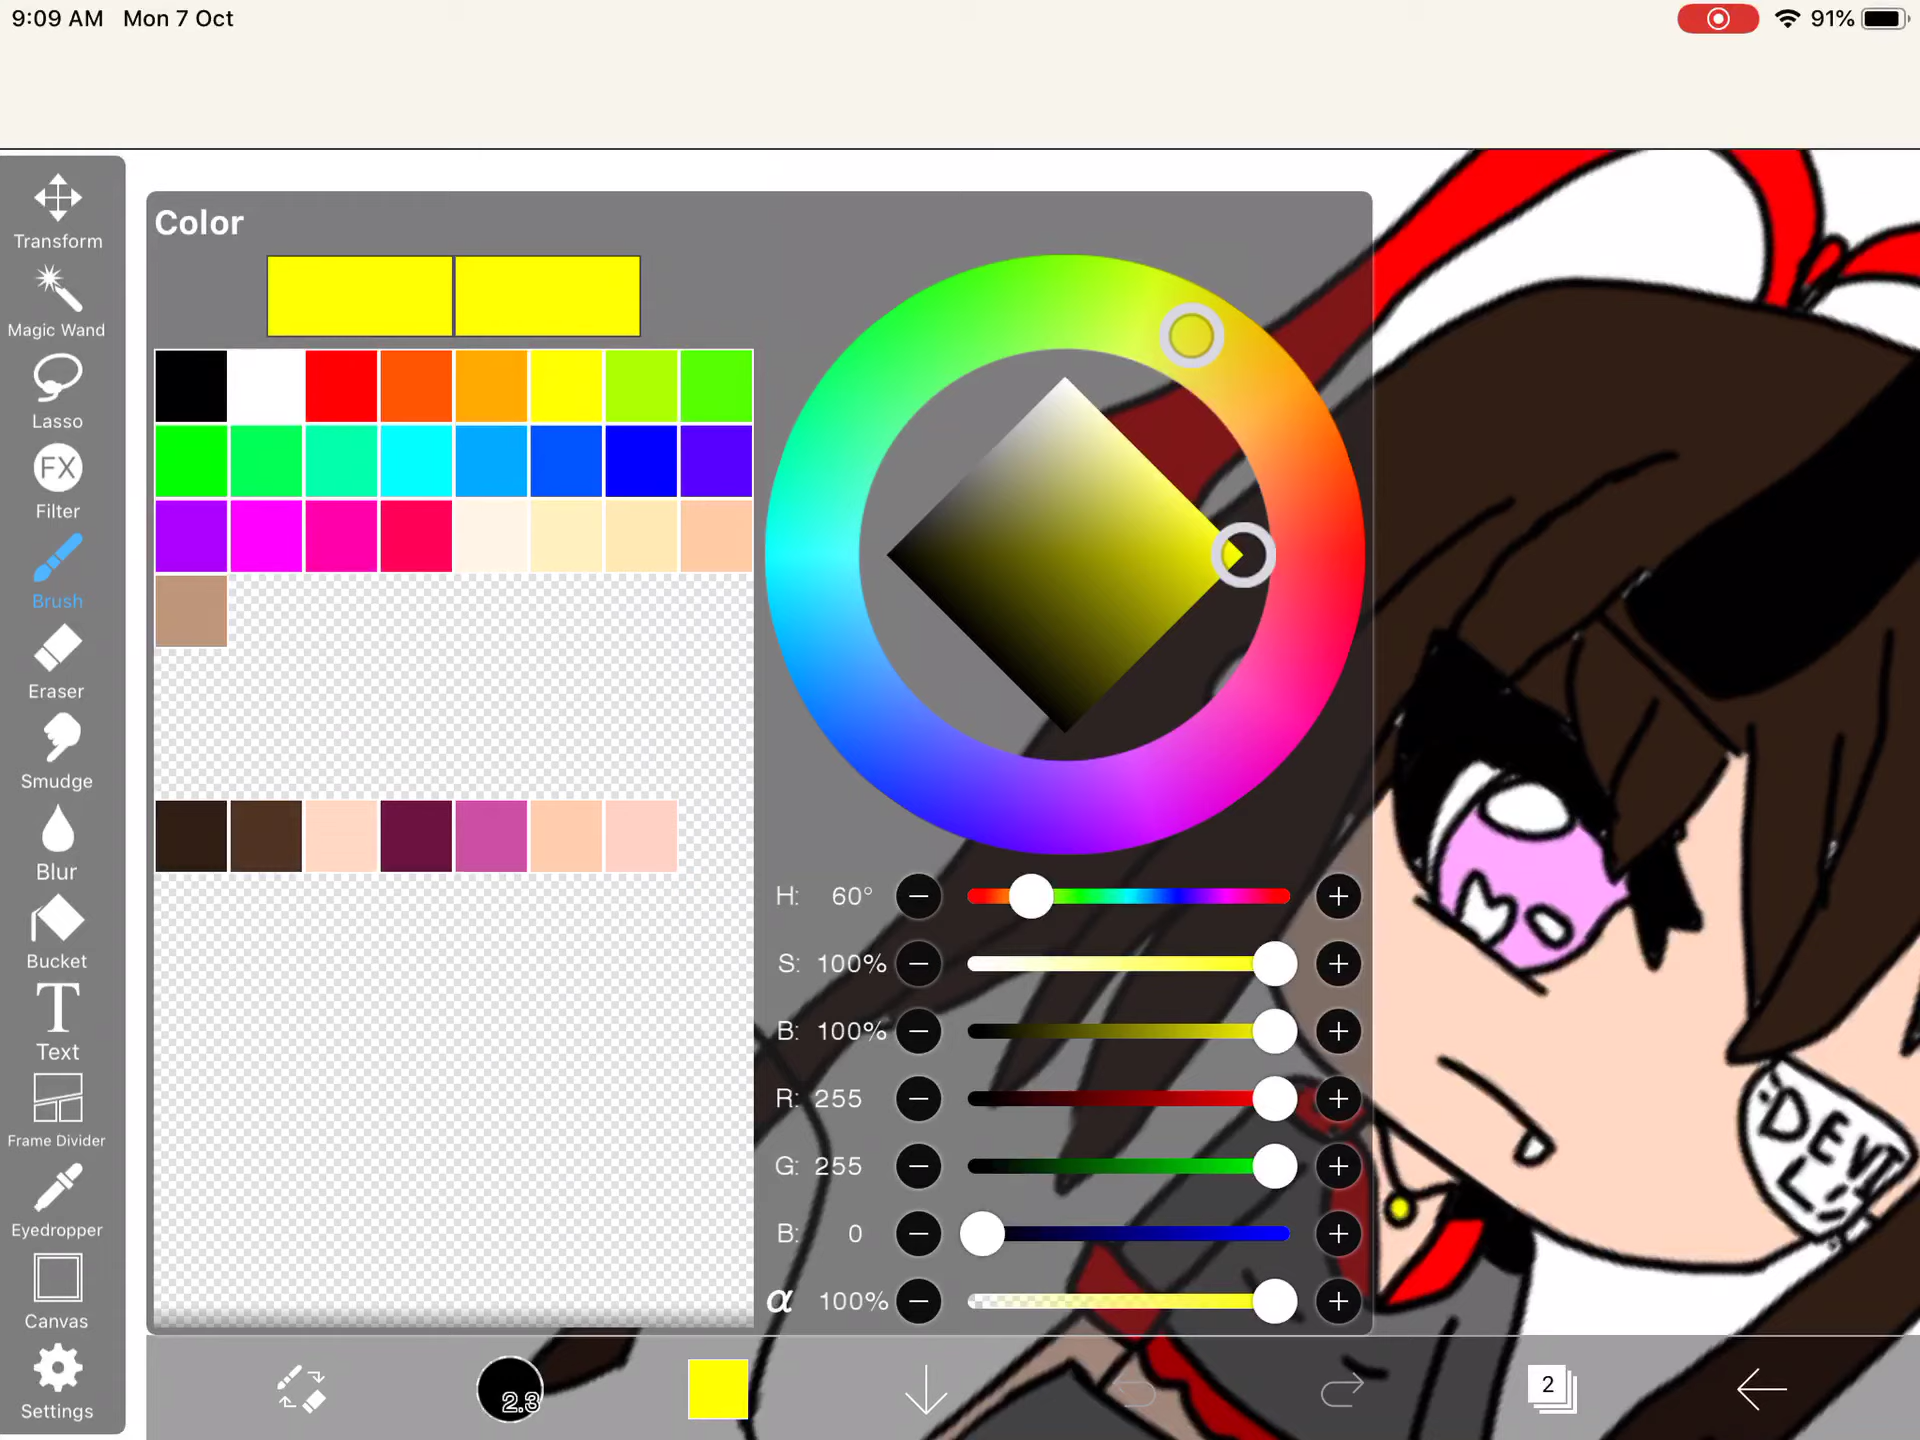 9:09 AM Mon 7 Oct
91%
Transform
Magic Wand
Lasso
FX
Filter
Brush
Eraser
Smudge
Blur
Bucket
T
Text
Frame Divider
Eyedropper
Canvas
Settings
Color
H: 60°
S: 100%
B: 100%
R: 255
G: 255
B: 0
α 100%
2.3
2